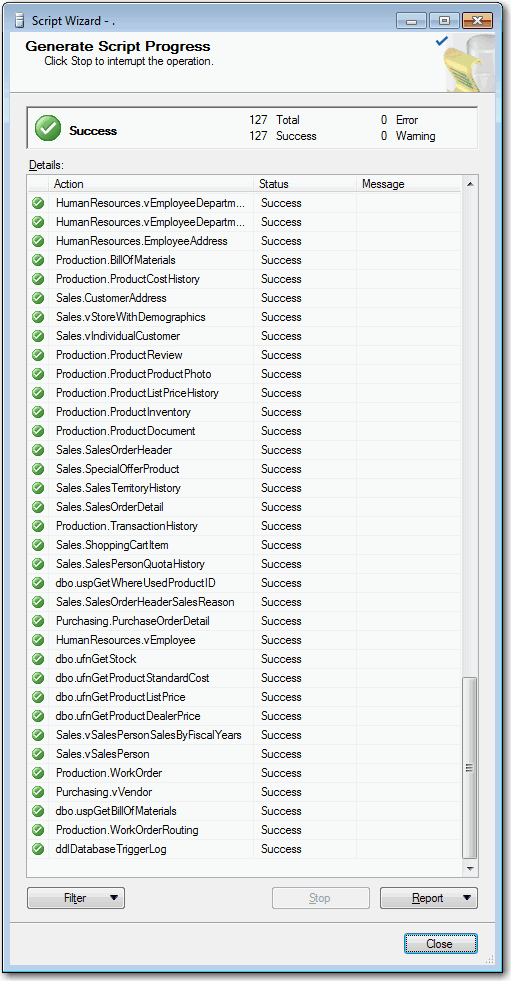 Script Wizard - .
Generate Script Progress
Click Stop to interrupt the operation.
Success
127 Total 0 Error
127 Success 0 Warning
Details:
Action Status Message
HumanResources.vEmployeeDepartm... Success
HumanResources.vEmployeeDepartm... Success
HumanResources.EmployeeAddress Success
Production.BillOfMaterials Success
Production.ProductCostHistory Success
Sales.CustomerAddress Success
Sales.vStoreWithDemographics Success
Sales.vIndividualCustomer Success
Production.ProductReview Success
Production.ProductProductPhoto Success
Production.ProductListPriceHistory Success
Production.ProductInventory Success
Production.ProductDocument Success
Sales.SalesOrderHeader Success
Sales.SpecialOfferProduct Success
Sales.SalesTerritoryHistory Success
Sales.SalesOrderDetail Success
Production.TransactionHistory Success
Sales.ShoppingCartItem Success
Sales.SalesPersonQuotaHistory Success
dbo.uspGetWhereUsedProductID Success
Sales.SalesOrderHeaderSalesReason Success
Purchasing.PurchaseOrderDetail Success
HumanResources.vEmployee Success
dbo.ufnGetStock Success
dbo.ufnGetProductStandardCost Success
dbo.ufnGetProductListPrice Success
dbo.ufnGetProductDealerPrice Success
Sales.vSalesPersonSalesByFiscalYears Success
Sales.vSalesPerson Success
Production.WorkOrder Success
Purchasing.vVendor Success
dbo.uspGetBillOfMaterials Success
Production.WorkOrderRouting Success
ddlDatabaseTriggerLog Success
Filter Stop Report
Close